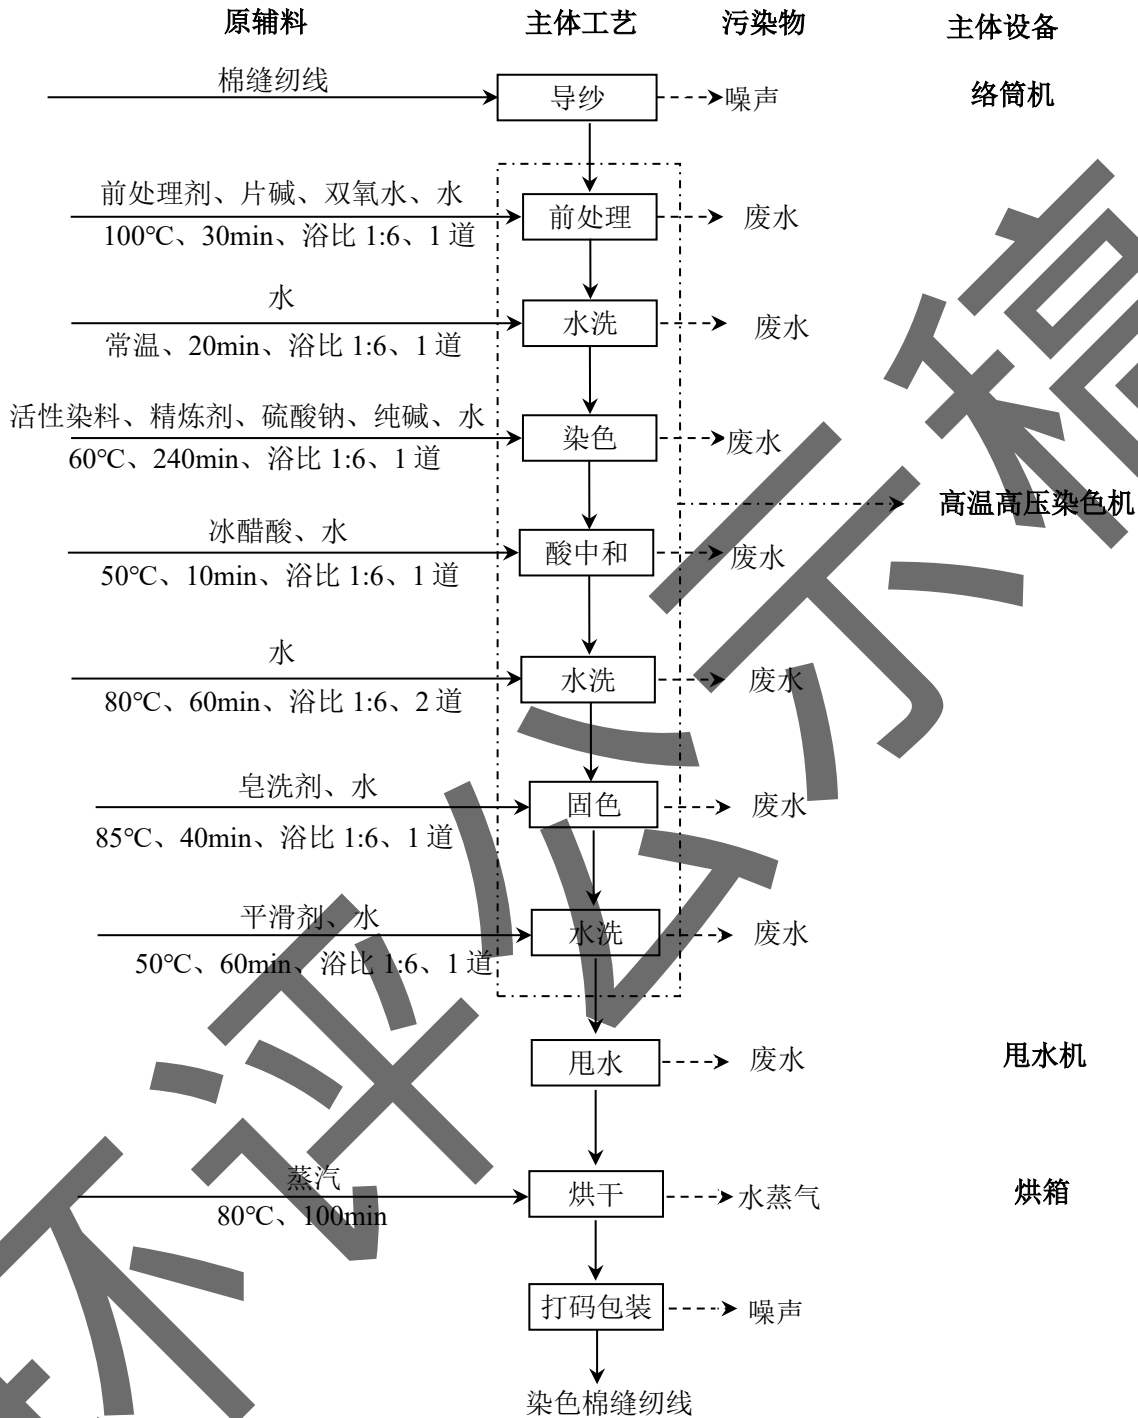 原辅料 主体工艺 污染物 主体设备
棉缝纫线 导纱 噪声 络筒机
前处理剂、片碱、双氧水、水
前处理 废水
100℃、30min、浴比 1:6、1 道
水
水洗 废水
常温、20min、浴比 1:6、1 道
活性染料、精炼剂、硫酸钠、纯碱、水
染色 废水
60℃、240min、浴比 1:6、1 道
高温高压染色机
冰醋酸、水
酸中和 废水
50℃、10min、浴比 1:6、1 道
水
水洗 废水
80℃、60min、浴比 1:6、2 道
皂洗剂、水
固色 废水
85℃、40min、浴比 1:6、1 道
平滑剂、水
水洗 废水
50℃、60min、浴比 1:6、1 道
甩水 废水 甩水机
蒸汽
烘干 水蒸气 烘箱
80℃、100min
打码包装 噪声
染色棉缝纫线
环评公示稿